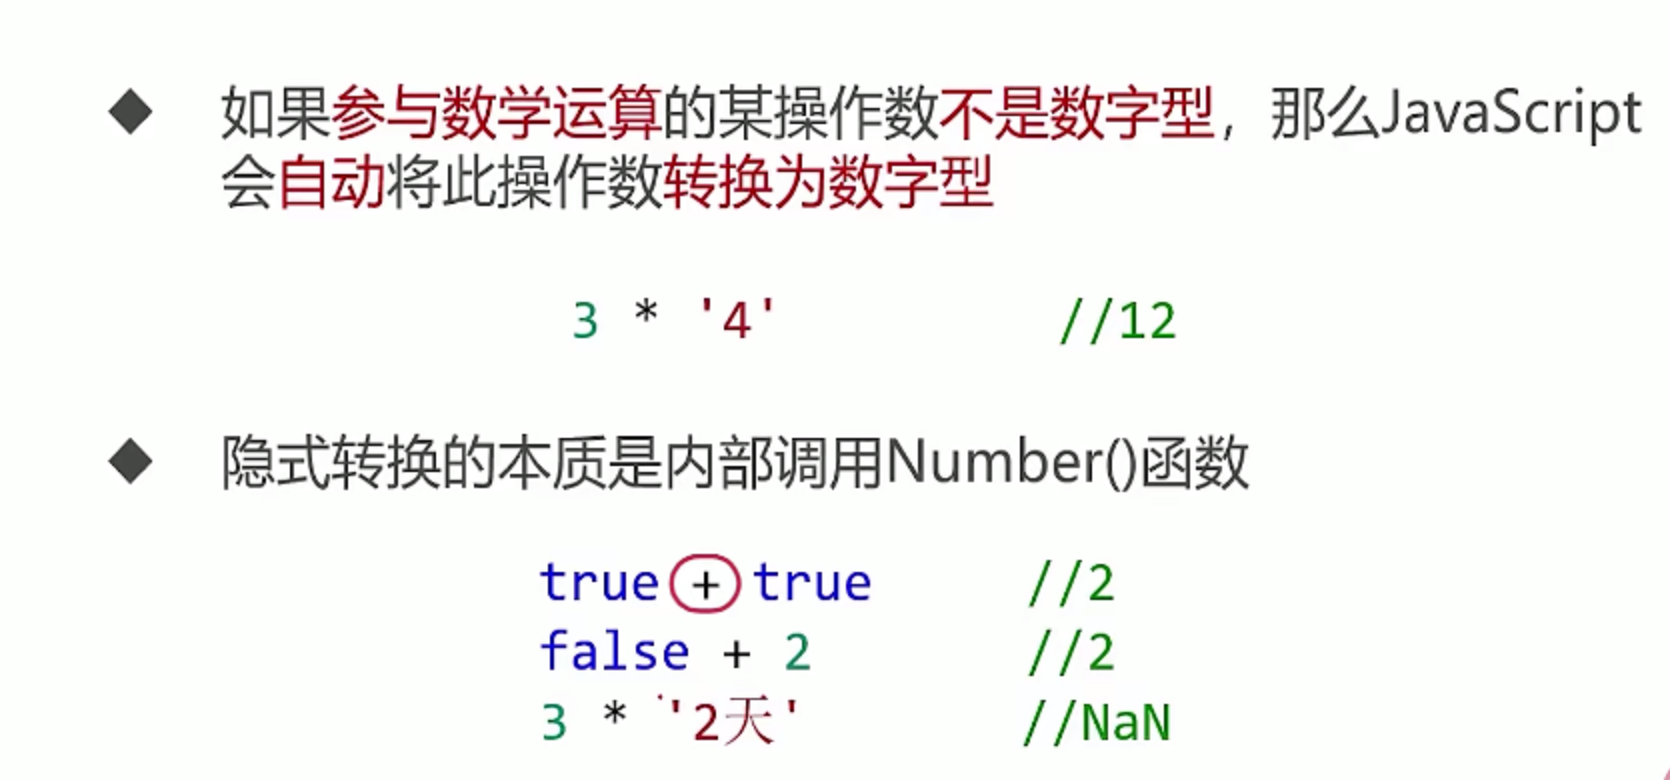 如果参与数学运算的某操作数不是数字型，那么JavaScript
会自动将此操作数转换为数字型
3 * '4' //12
隐式转换的本质是内部调用Number()函数
true + true //2
false + 2 //2
3 * '2天' //NaN